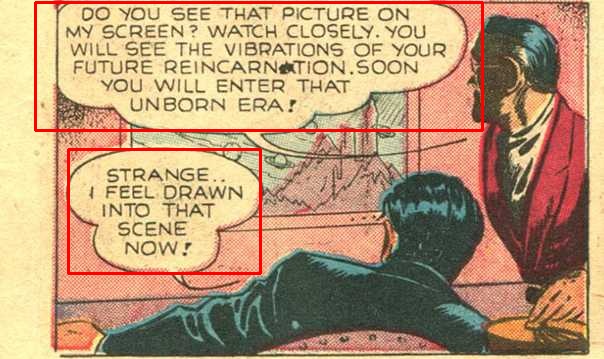 DO YOU SEE THAT PICTURE ON
MY SCREEN? WATCH CLOSELY. YOU
WILL SEE THE VIBRATIONS OF YOUR
FUTURE REINCARNATION. SOON
YOU WILL ENTER THAT
UNBORN ERA!
STRANGE..
I FEEL DRAWN
INTO THAT
SCENE
NOW!